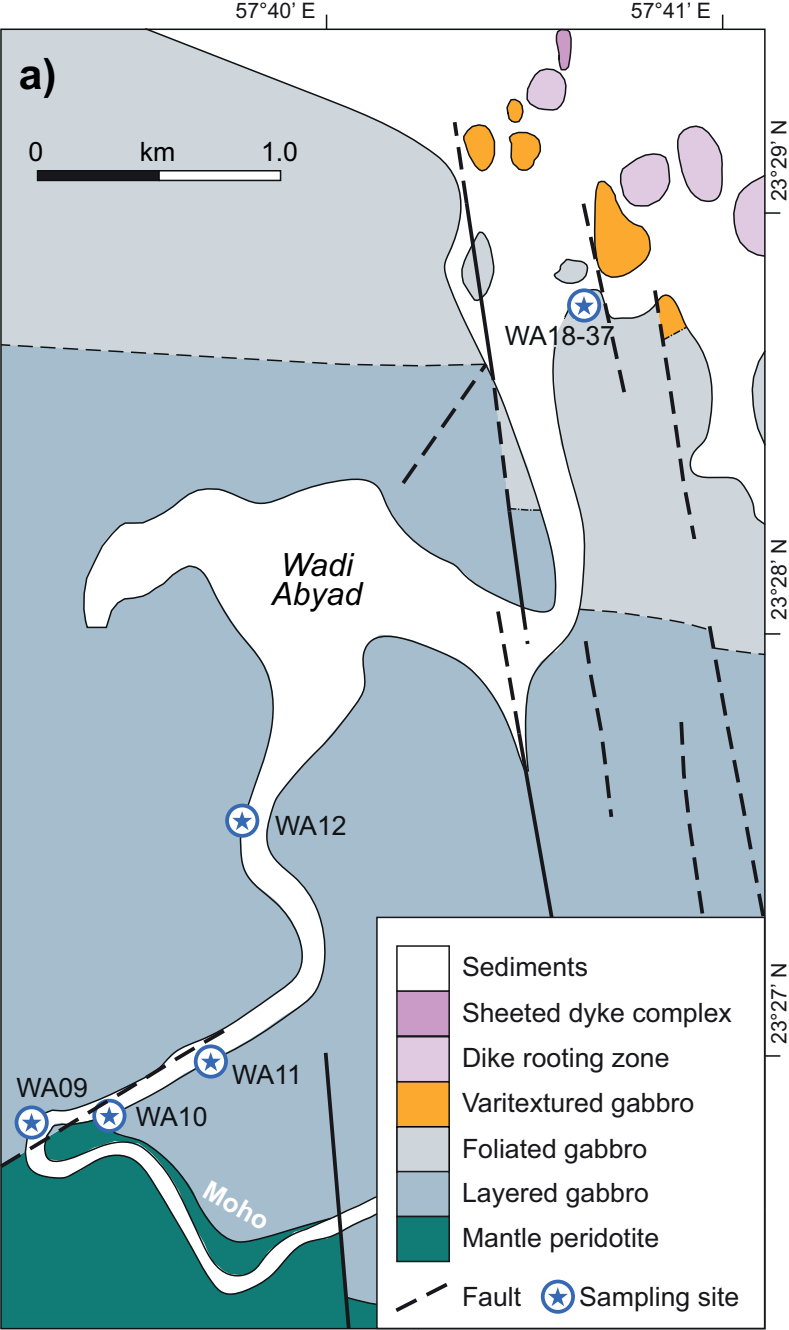 57°40’ E
57°41’ E
a)
0 km 1.0
23°29’ N
WA18-37
Wadi
Abyad
23°28’ N
WA12
23°27’ N
WA11
WA09
WA10
Moho
Sediments
Sheeted dyke complex
Dike rooting zone
Varitextured gabbro
Foliated gabbro
Layered gabbro
Mantle peridotite
Fault
Sampling site